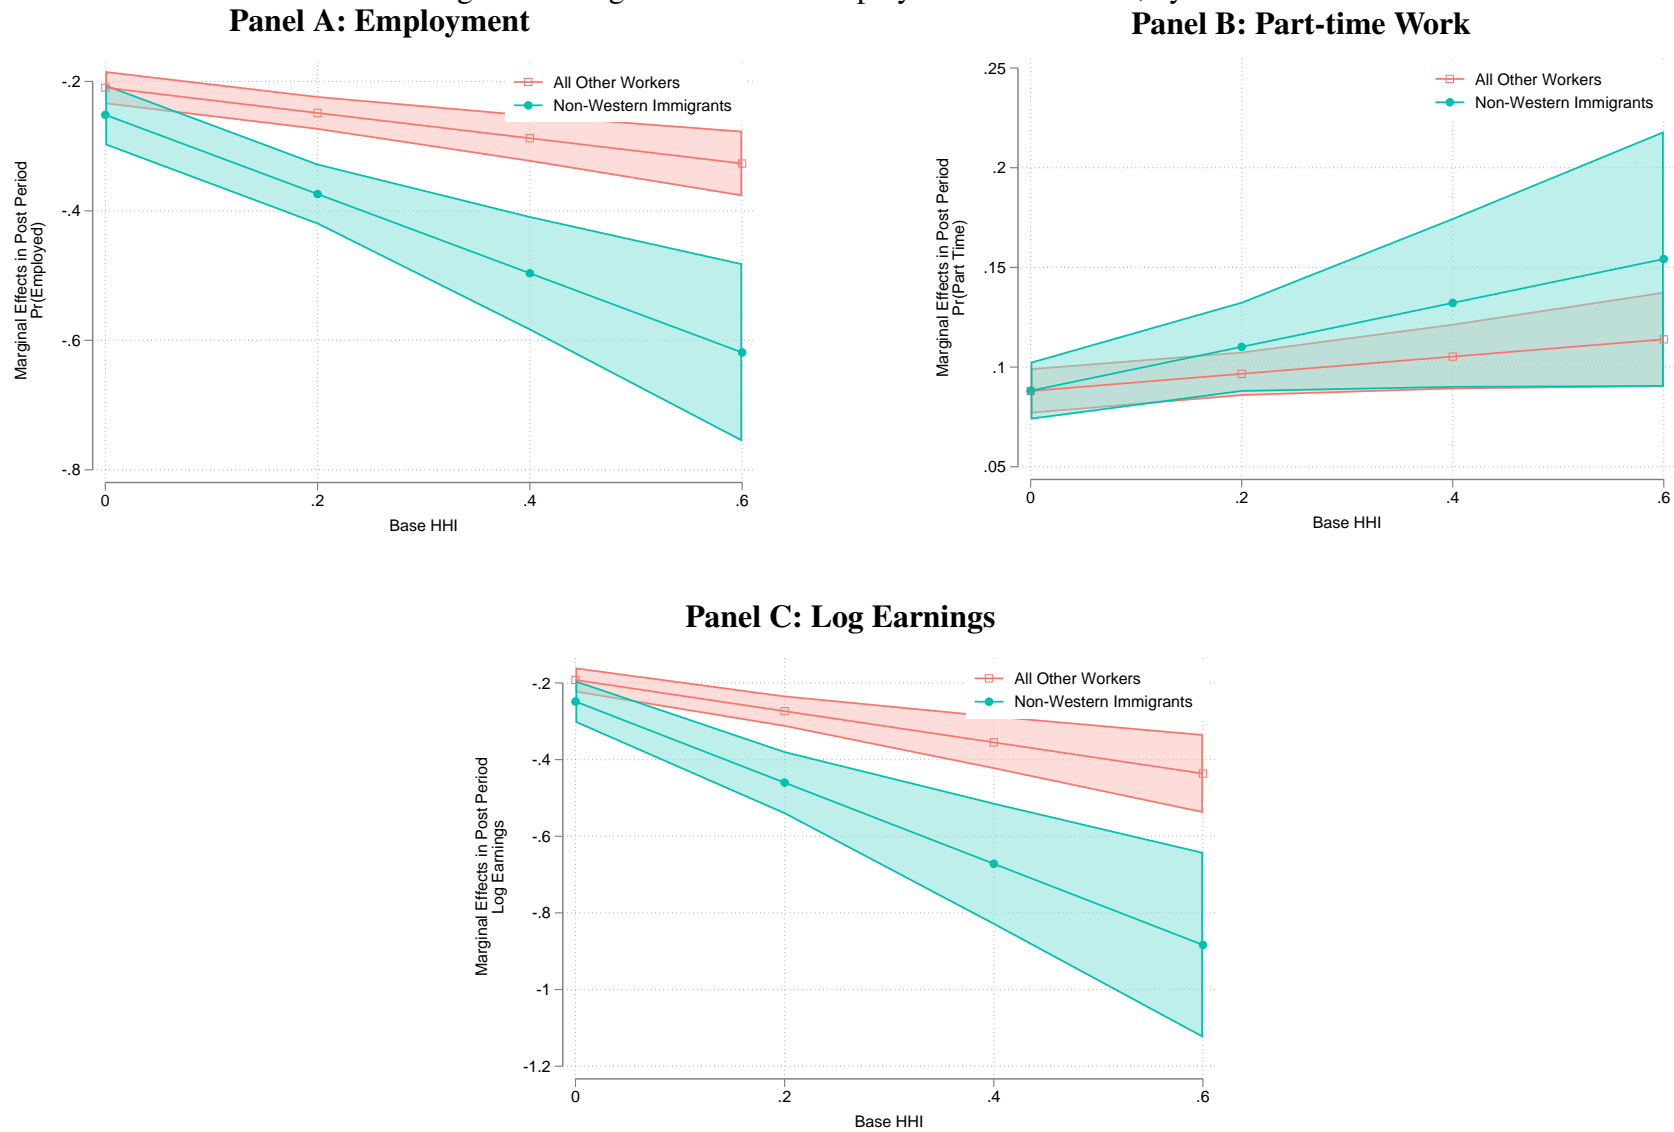 Panel A: Employment
-.2
-.4
-.6
-.8
0
.2
.4
.6
Base HHI
Marginal Effects in Post Period
Pr(Employed)
All Other Workers
Non-Western Immigrants
Panel B: Part-time Work
.25
.2
.15
.1
.05
0
.2
.4
.6
Base HHI
Marginal Effects in Post Period
Pr(Part Time)
All Other Workers
Non-Western Immigrants
Panel C: Log Earnings
-.2
-.4
-.6
-.8
-1
-1.2
0
.2
.4
.6
Base HHI
Marginal Effects in Post Period
Log Earnings
All Other Workers
Non-Western Immigrants